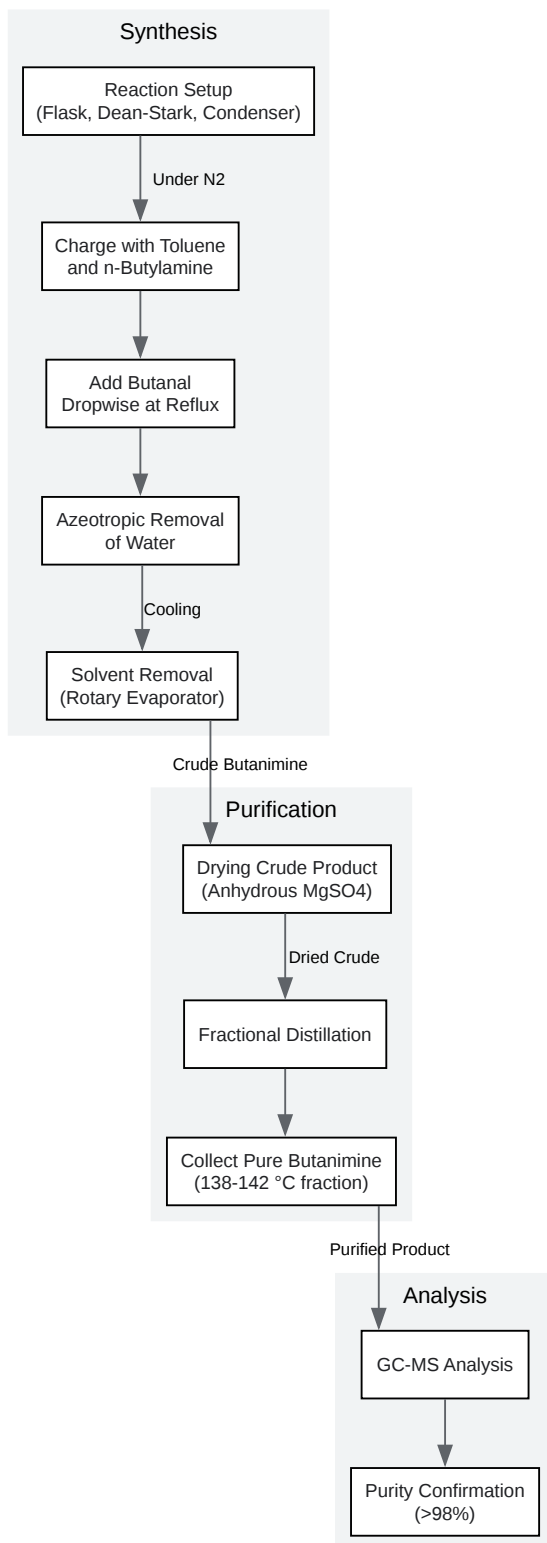 Synthesis
Reaction Setup
(Flask, Dean-Stark, Condenser)
Under N2
Charge with Toluene
and n-Butylamine
Add Butanal
Dropwise at Reflux
Azeotropic Removal
of Water
Cooling
Solvent Removal
(Rotary Evaporator)
Crude Butanimine
Purification
Drying Crude Product
(Anhydrous MgSO4)
Dried Crude
Fractional Distillation
Collect Pure Butanimine
(138-142 °C fraction)
Purified Product
Analysis
GC-MS Analysis
Purity Confirmation
(>98%)